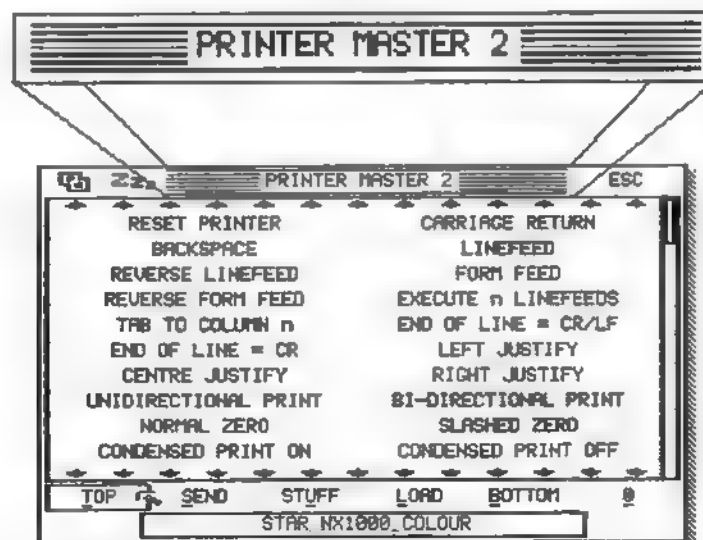 PRINTER MASTER 2
Zzz PRINTER MASTER 2 ESC
RESET PRINTER CARRIAGE RETURN
BACKSPACE LINEFEED
REVERSE LINEFEED FORM FEED
REVERSE FORM FEED EXECUTE n LINEFEEDS
TAB TO COLUMN n END OF LINE = CR/LF
END OF LINE = CR LEFT JUSTIFY
CENTRE JUSTIFY RIGHT JUSTIFY
UNIDIRECTIONAL PRINT BI-DIRECTIONAL PRINT
NORMAL ZERO SLASHED ZERO
CONDENSED PRINT ON CONDENSED PRINT OFF
TOP SEND STUFF LOAD BOTTOM
STAR NX1000_COLOUR